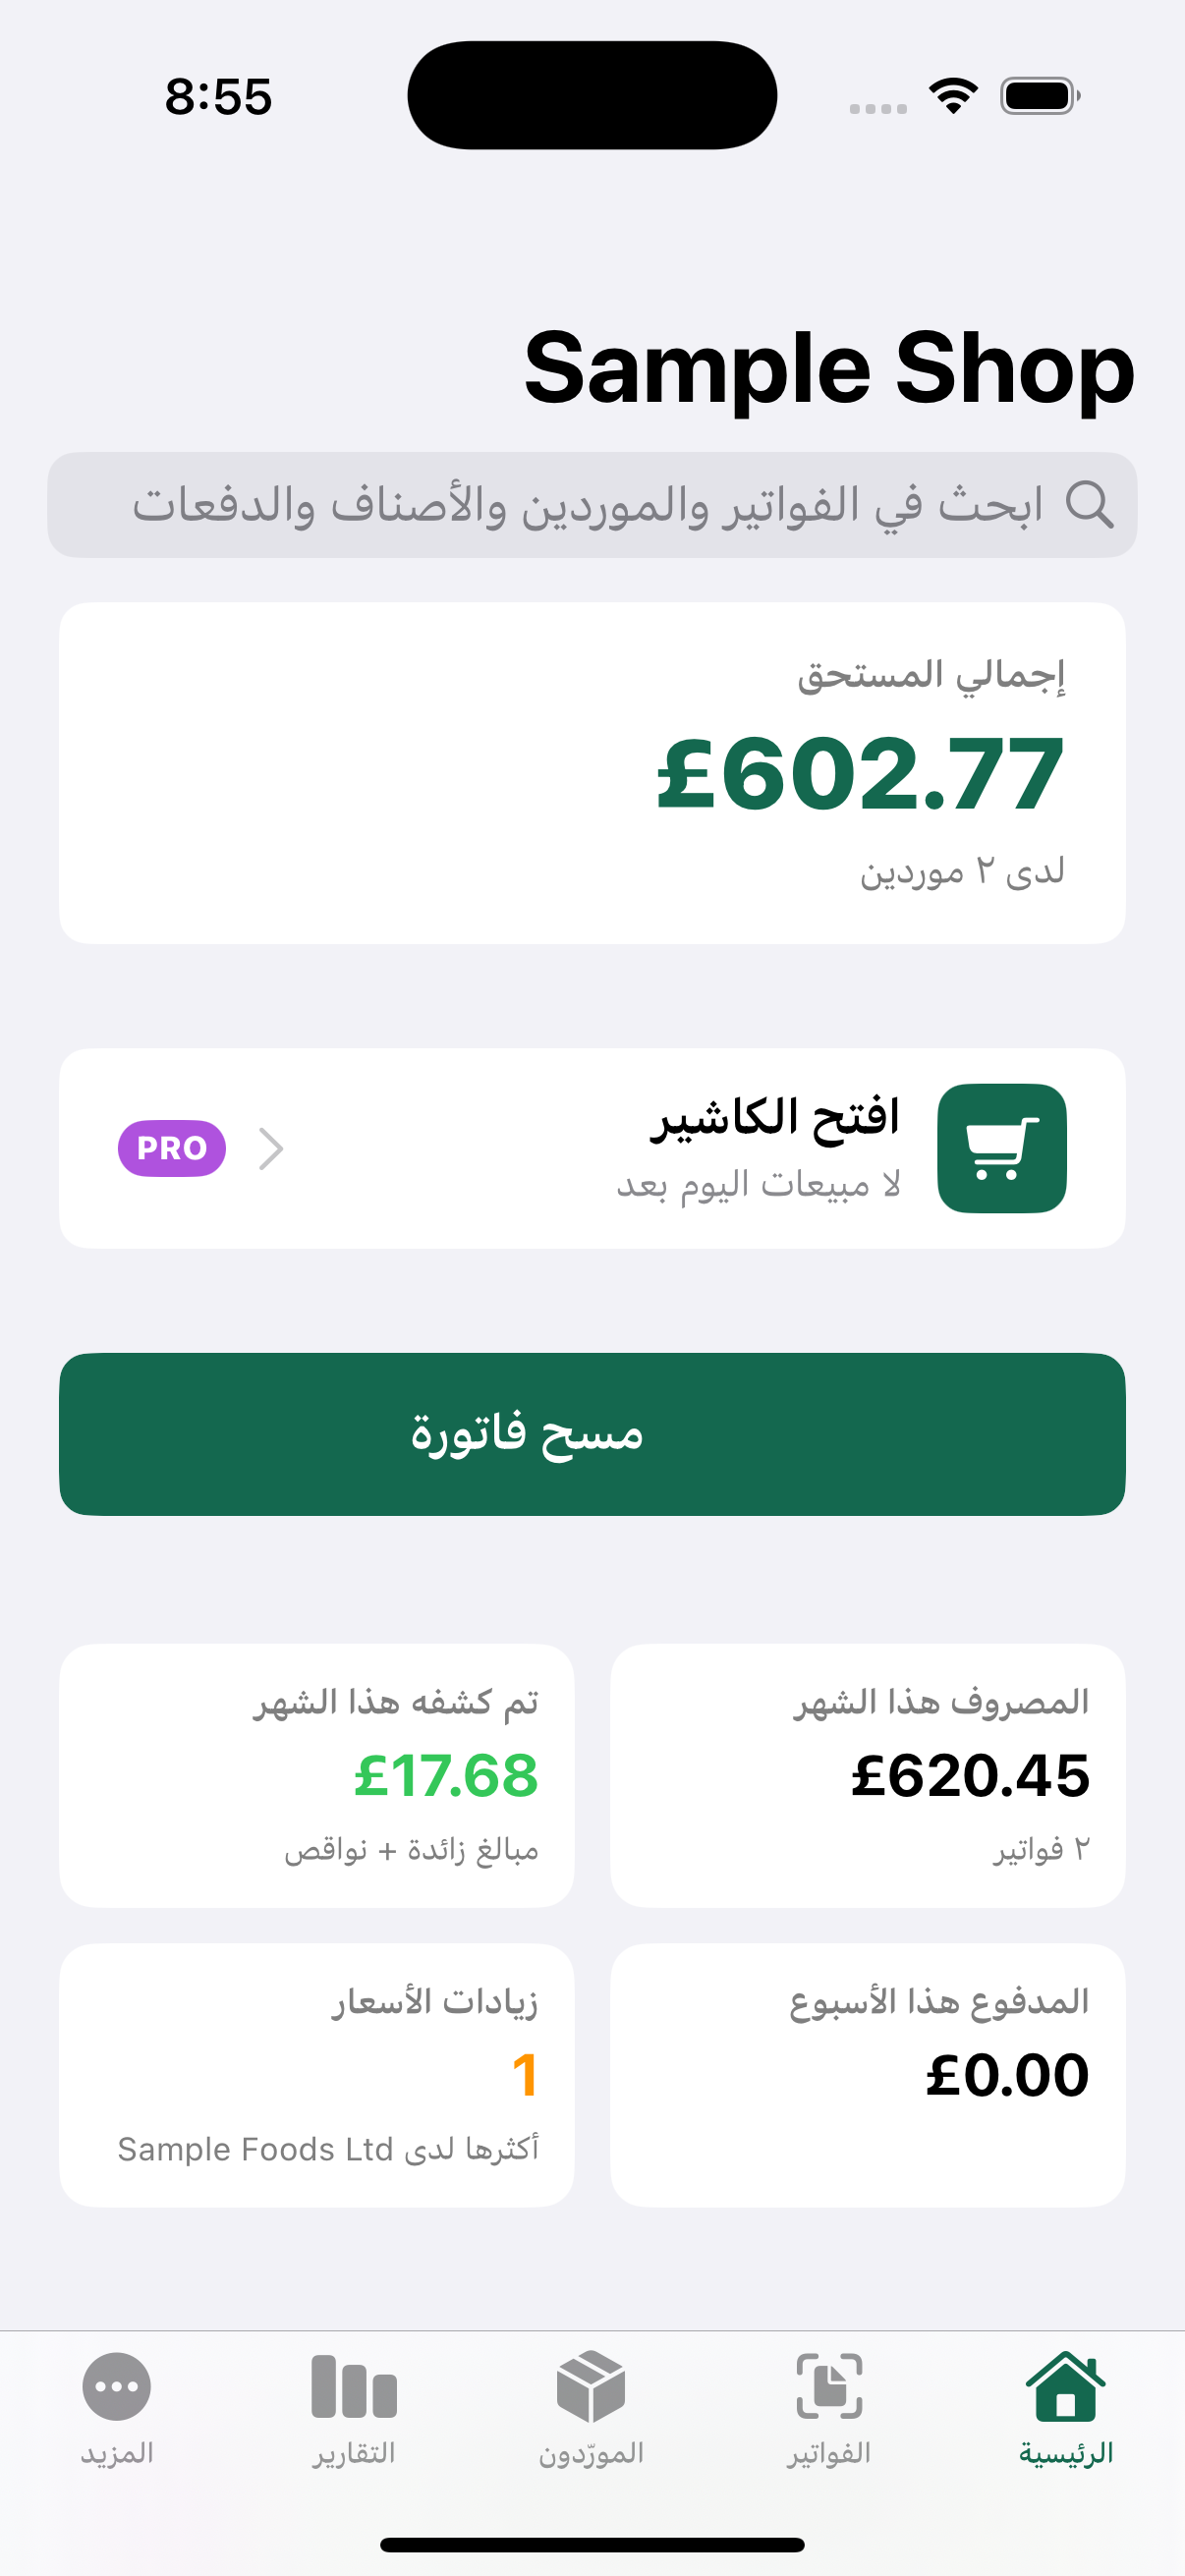 8:55
Sample Shop
ابحث في الفواتير والموردين والأصناف والدفعات
إجمالي المستحق
£602.77
لدى ٢ موردين
افتح الكاشير
لا مبيعات اليوم بعد
PRO
مسح فاتورة
المصروف هذا الشهر
£620.45
٢ فواتير
تم كشفه هذا الشهر
£17.68
مبالغ زائدة + نواقص
المدفوع هذا الأسبوع
£0.00
زيادات الأسعار
1
أكثرها لدى Sample Foods Ltd
الرئيسية
الفواتير
المورّدون
التقارير
المزيد